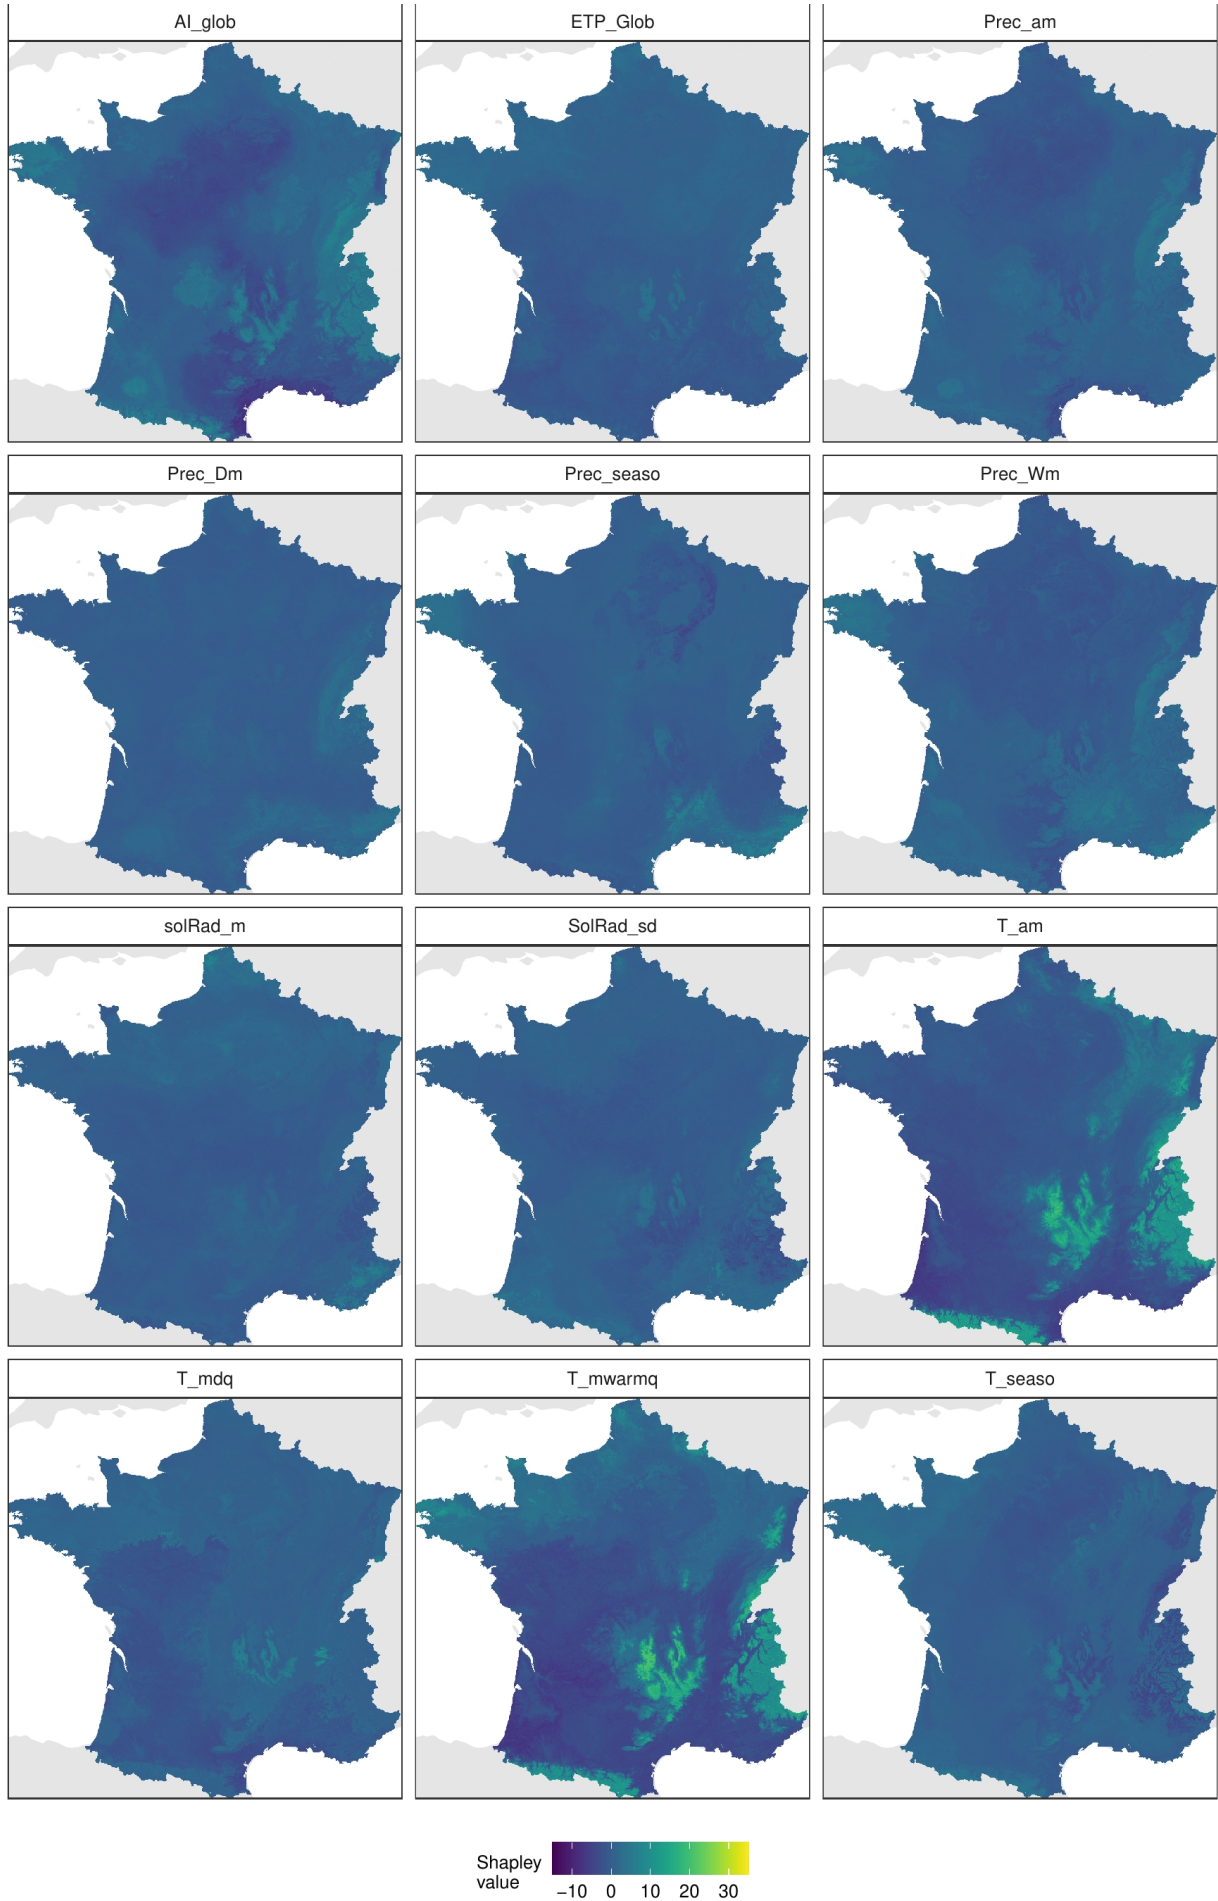 AI_glob
ETP_Glob
Prec_am
Prec_Dm
Prec_seaso
Prec_Wm
solRad_m
SolRad_sd
T_am
T_mdq
T_mwarmq
T_seaso
Shapley
value
−10 0 10 20 30